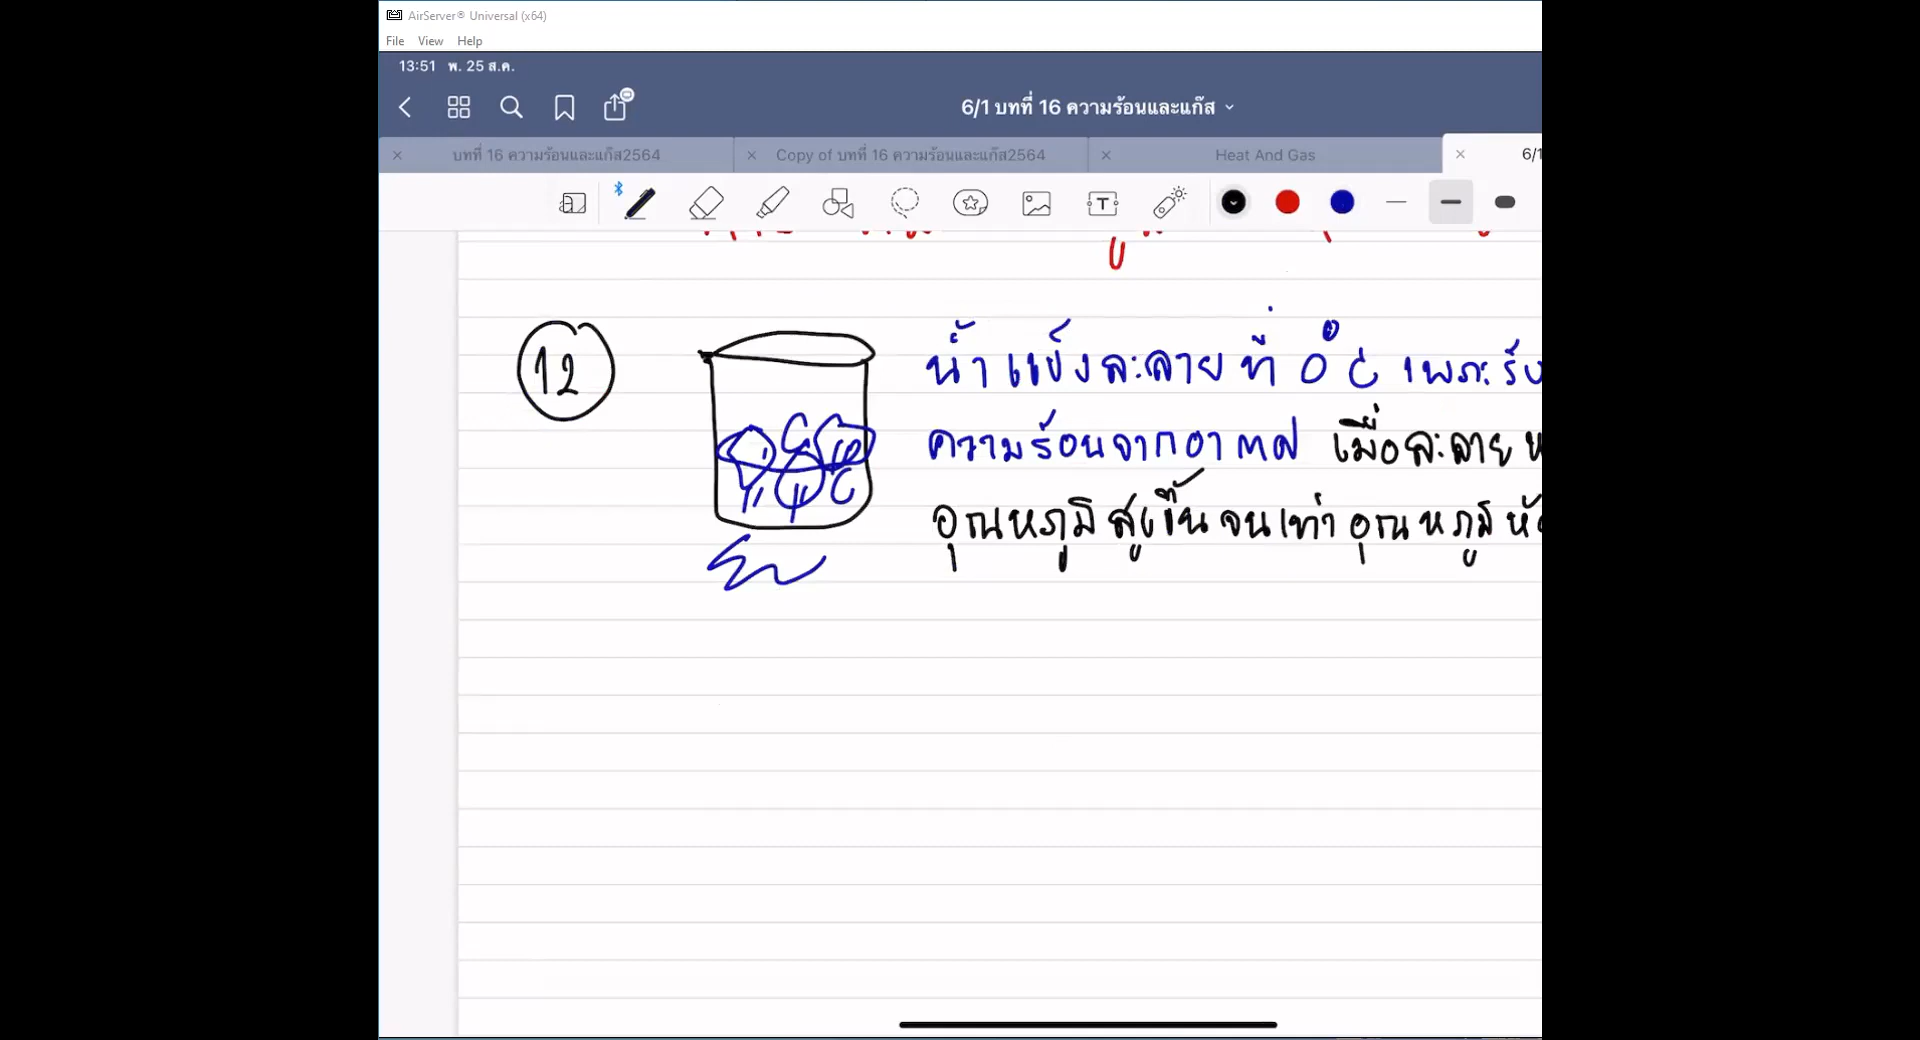 AirServer® Universal (x64)
File View Help
13:51 พ. 25 ส.ค.
6/1 บทที่ 16 ความร้อนและแก๊ส
บทที่ 16 ความร้อนและแก๊ส2564 Copy of บทที่ 16 ความร้อนและแก๊ส2564 Heat And Gas 6/1
12
น้ำแข็งละลายที่ 0°C เพราะรับ
ความร้อนจากอากาศ เมื่อละลายห
อุณหภูมิสูงขึ้นจนเท่าอุณหภูมิห้อ